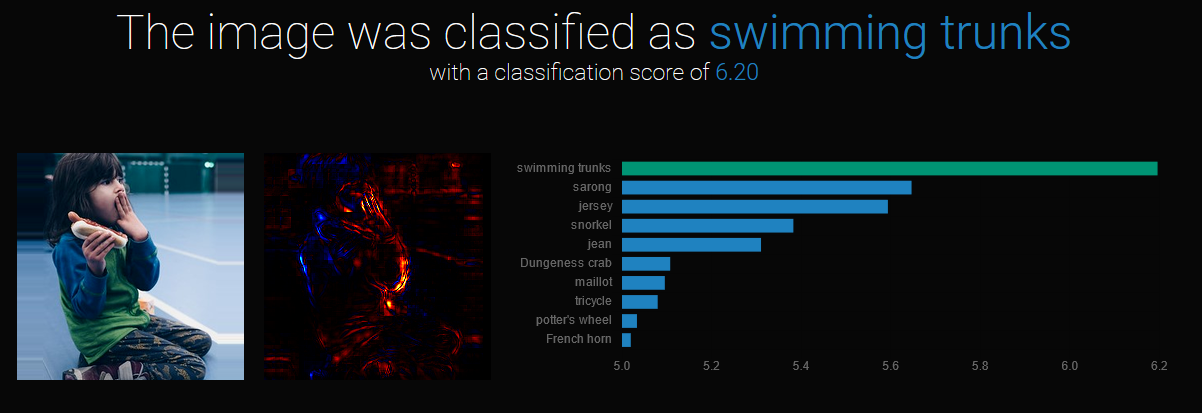 The image was classified as swimming trunks
with a classification score of 6.20
swimming trunks
sarong
jersey
snorkel
jean
Dungeness crab
maillot
tricycle
potter's wheel
French horn
5.0 5.2 5.4 5.6 5.8 6.0 6.2